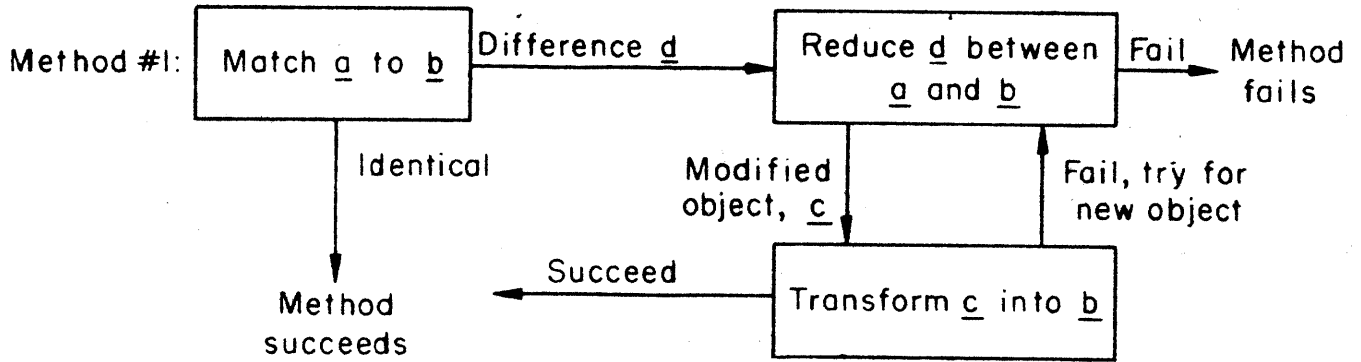 Method #1:
Match a to b
Difference d
Reduce d between
a and b
Fail
Method
fails
Identical
Modified
object, c
Fail, try for
new object
Method
succeeds
Succeed
Transform c into b